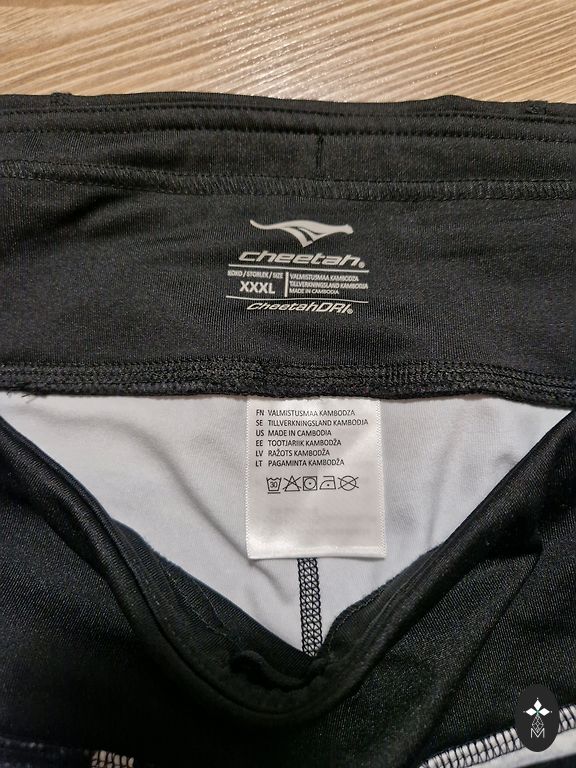 cheetah®
KOKO / STORLEK / SIZE
XXXL
VALMISTUSMAA KAMBODZA
TILLVERKNINGSLAND KAMBODJA
MADE IN CAMBODIA
CheetahDRI®
FN VALMISTUSMAA KAMBODZA
SE TILLVERKNINGSLAND KAMBODJA
US MADE IN CAMBODIA
EE TOOTJARIIK KAMBODŽA
LV RAŽOTS KAMBODŽA
LT PAGAMINTA KAMBODŽA
30
M